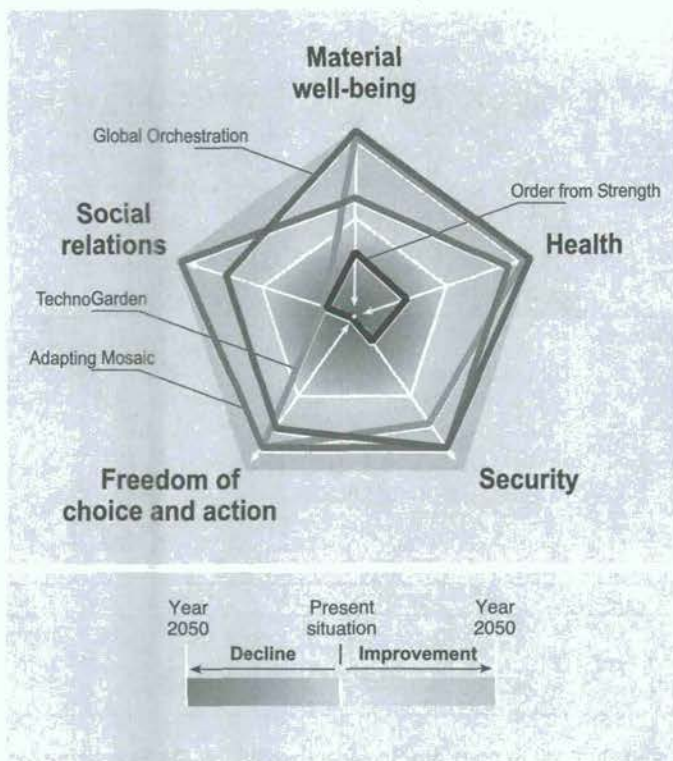 Material
well-being
Global Orchestration
Order from Strength
Social
relations
Health
TechnoGarden
Adapting Mosaic
Freedom of
choice and action
Security
Year
2050
Present
situation
Year
2050
Decline
Improvement